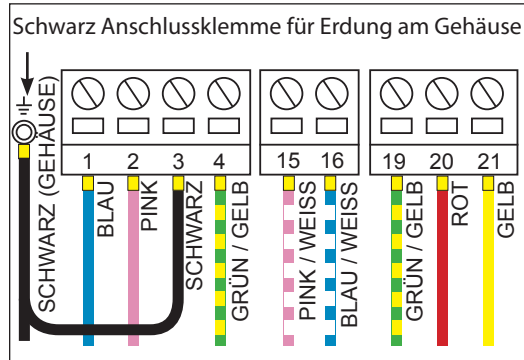 Schwarz Anschlussklemme für Erdung am Gehäuse
1 2 3 4 15 16 19 20 21
SCHWARZ (GEHÄUSE)
BLAU
PINK
SCHWARZ
GRÜN / GELB
PINK / WEISS
BLAU / WEISS
GRÜN / GELB
ROT
GELB